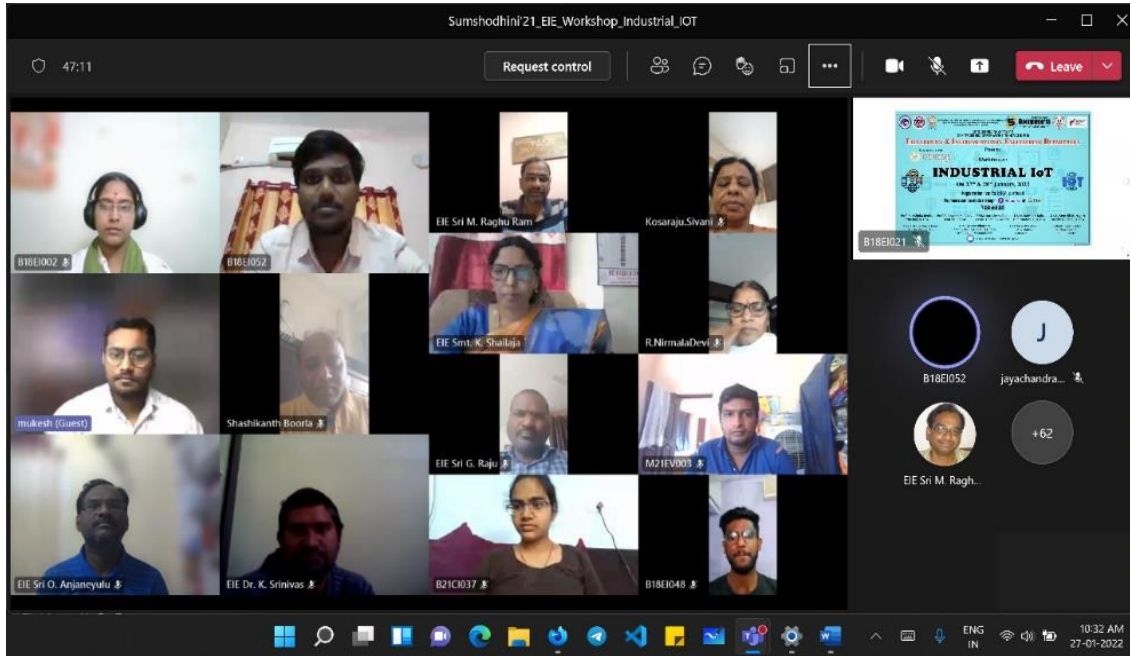 Sumshodhini'21_EIE_Workshop_Industrial_IOT
47:11
Request control
Leave
B18EI002
B18EI052
EIE Sri M. Raghu Ram
Kosaraju.Sivani
EIE Smt. K. Shailaja
R.NirmalaDevi
mukesh (Guest)
Shashikanth Boorla
EIE Sri G. Raju
M21EV003
EIE Sri O. Anjaneyulu
EIE Dr. K. Srinivas
B21CI037
B18EI048
INDUSTRIAL IoT
IOT
B18EI021
B18EI052
J
jayachandra...
EIE Sri M. Ragh...
+62
ENG
IN
10:32 AM
27-01-2022